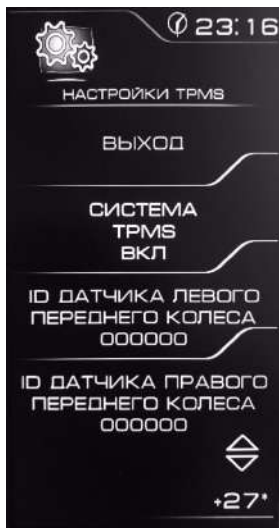 23:16
НАСТРОЙКИ TPMS
ВЫХОД
СИСТЕМА
TPMS
ВКЛ
ID ДАТЧИКА ЛЕВОГО
ПЕРЕДНЕГО КОЛЕСА
000000
ID ДАТЧИКА ПРАВОГО
ПЕРЕДНЕГО КОЛЕСА
000000
+27°